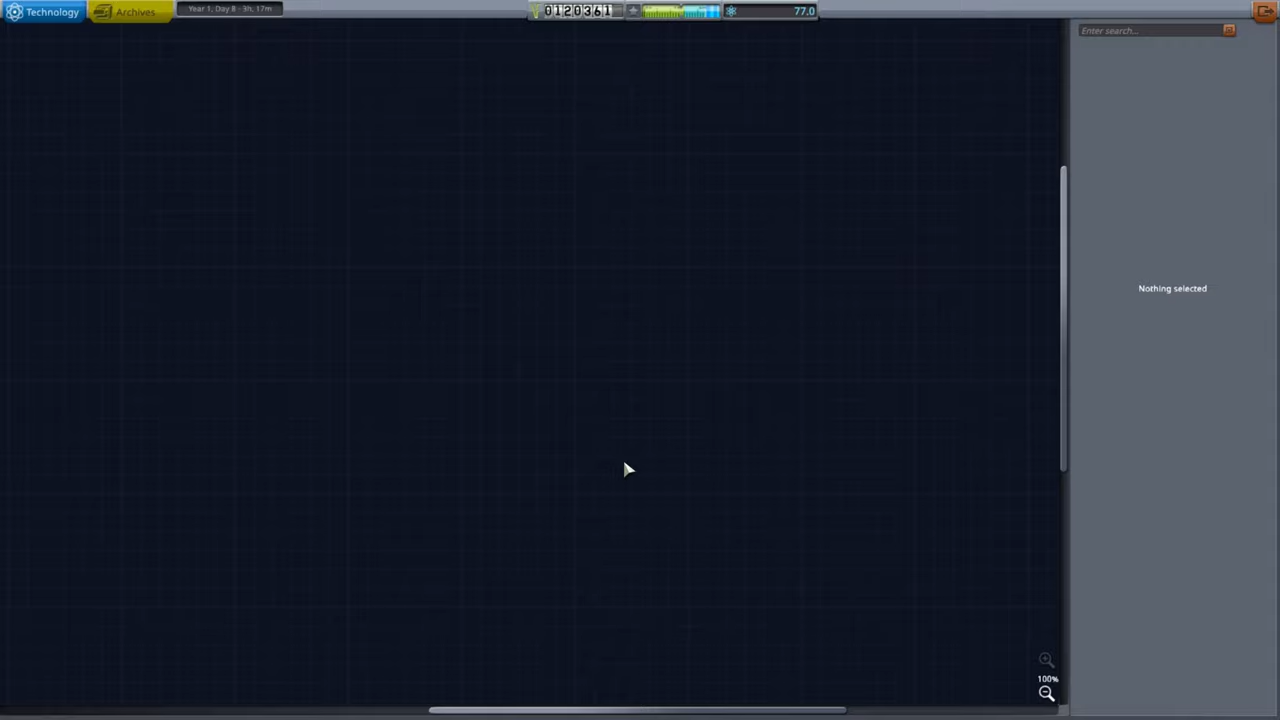 Technology
Archives
Year 1, Day 8 - 3h, 17m
0120361
77.0
Enter search...
Nothing selected
100%